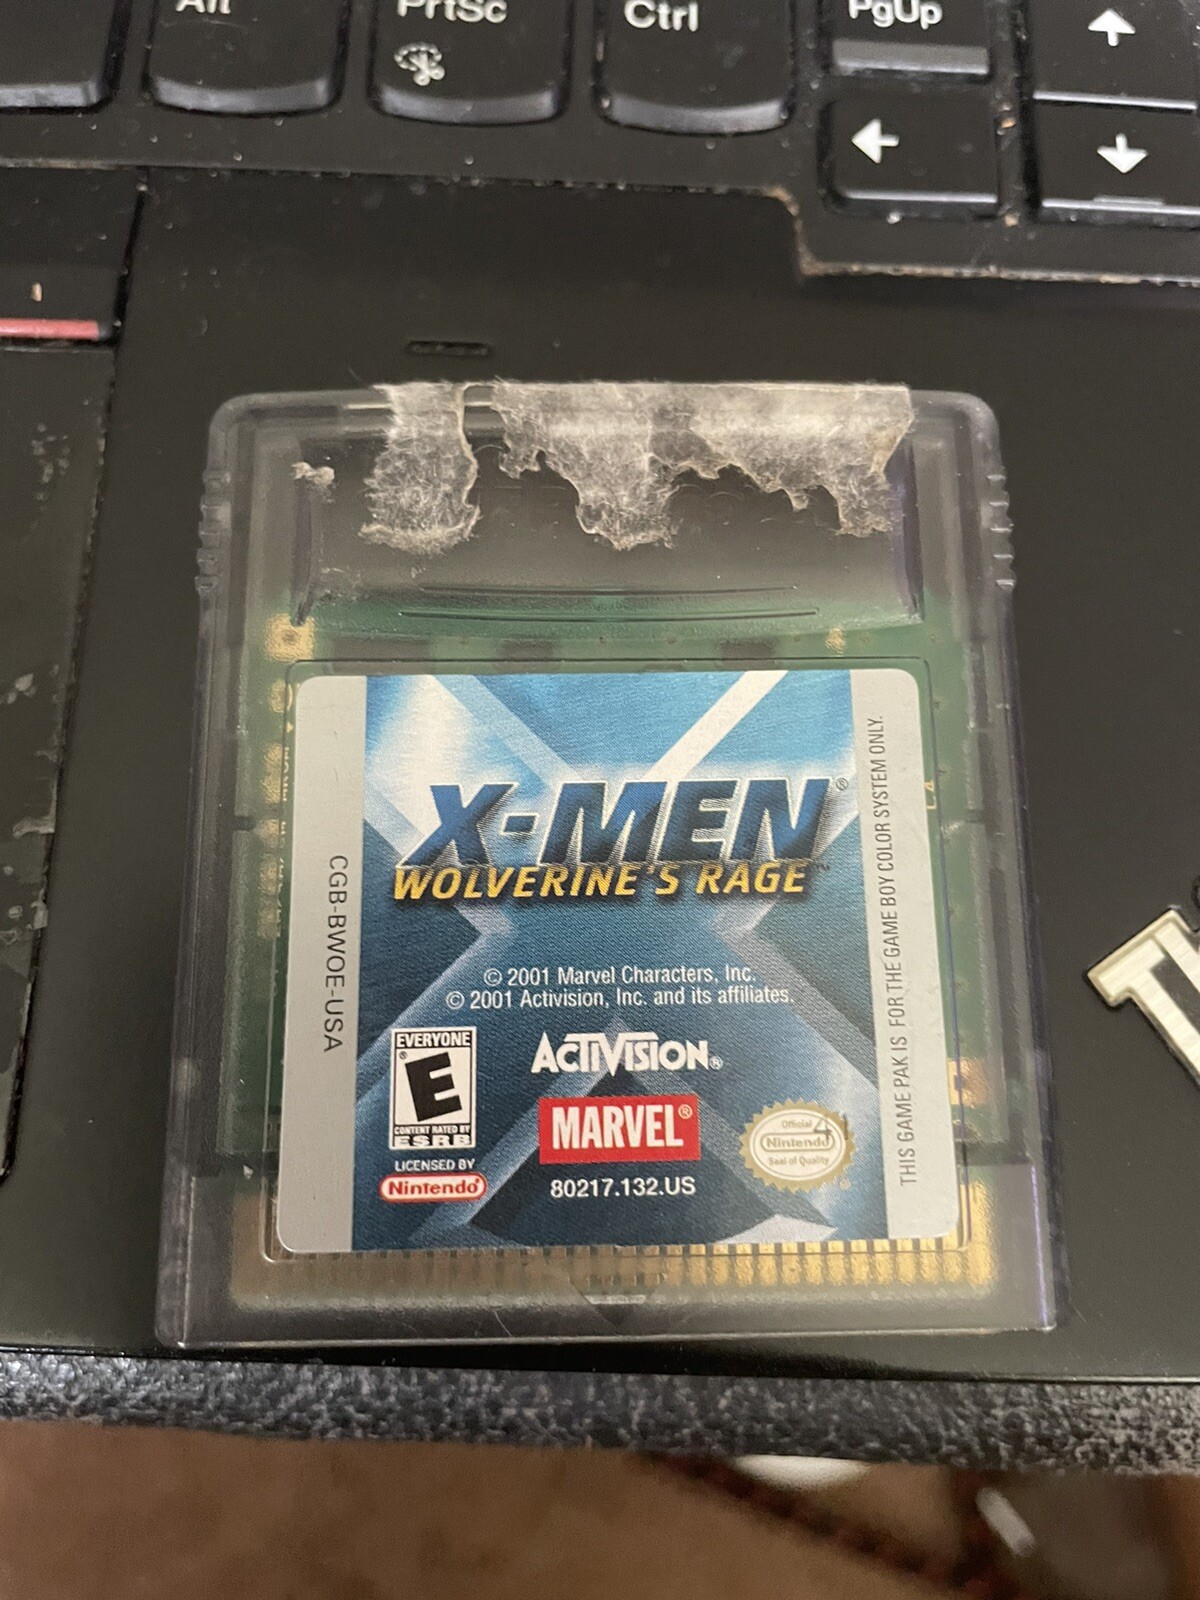 Alt
PrtSc
Ctrl
PgUp
X-MEN®
WOLVERINE'S RAGE™
© 2001 Marvel Characters, Inc.
© 2001 Activision, Inc. and its affiliates.
EVERYONE
E®
CONTENT RATED BY
ESRB
ACTIVISION®
MARVEL®
LICENSED BY
Nintendo®
80217.132.US
Official
Nintendo
Seal of Quality
4
CGB-BWOE-USA
THIS GAME PAK IS FOR THE GAME BOY COLOR SYSTEM ONLY.